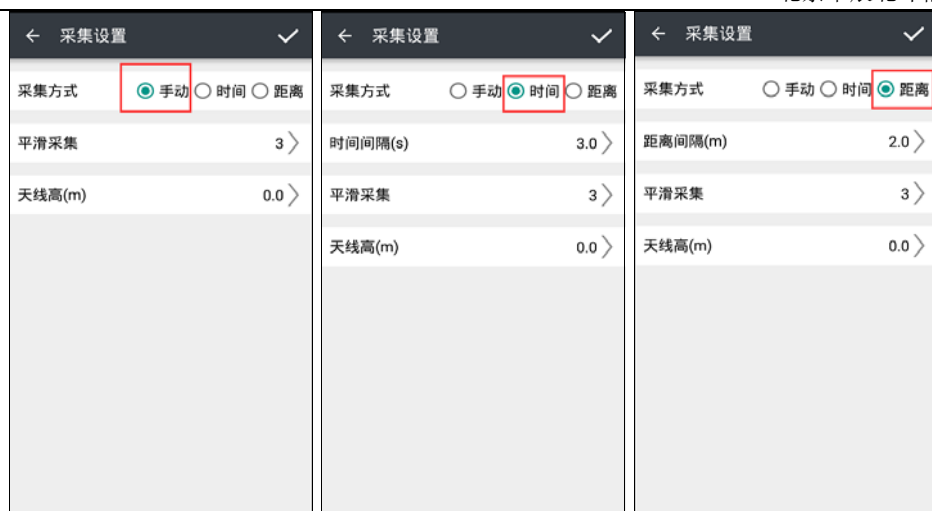 采集设置
采集方式 手动 时间 距离
平滑采集 3
天线高(m) 0.0
采集设置
采集方式 手动 时间 距离
时间间隔(s) 3.0
平滑采集 3
天线高(m) 0.0
采集设置
采集方式 手动 时间 距离
距离间隔(m) 2.0
平滑采集 3
天线高(m) 0.0